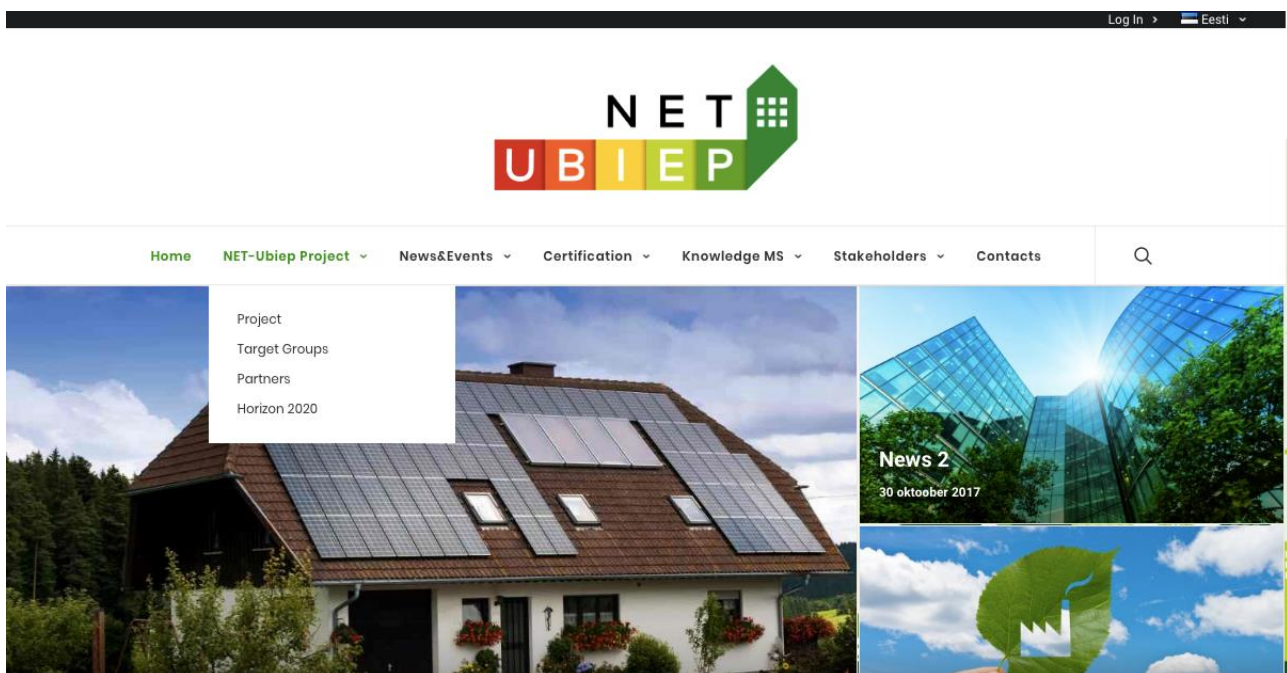 Log In Eesti
NET
UBIEP
Home NET-Ubiep Project News&Events Certification Knowledge MS Stakeholders Contacts
Project
Target Groups
Partners
Horizon 2020
News 2
30 oktoober 2017